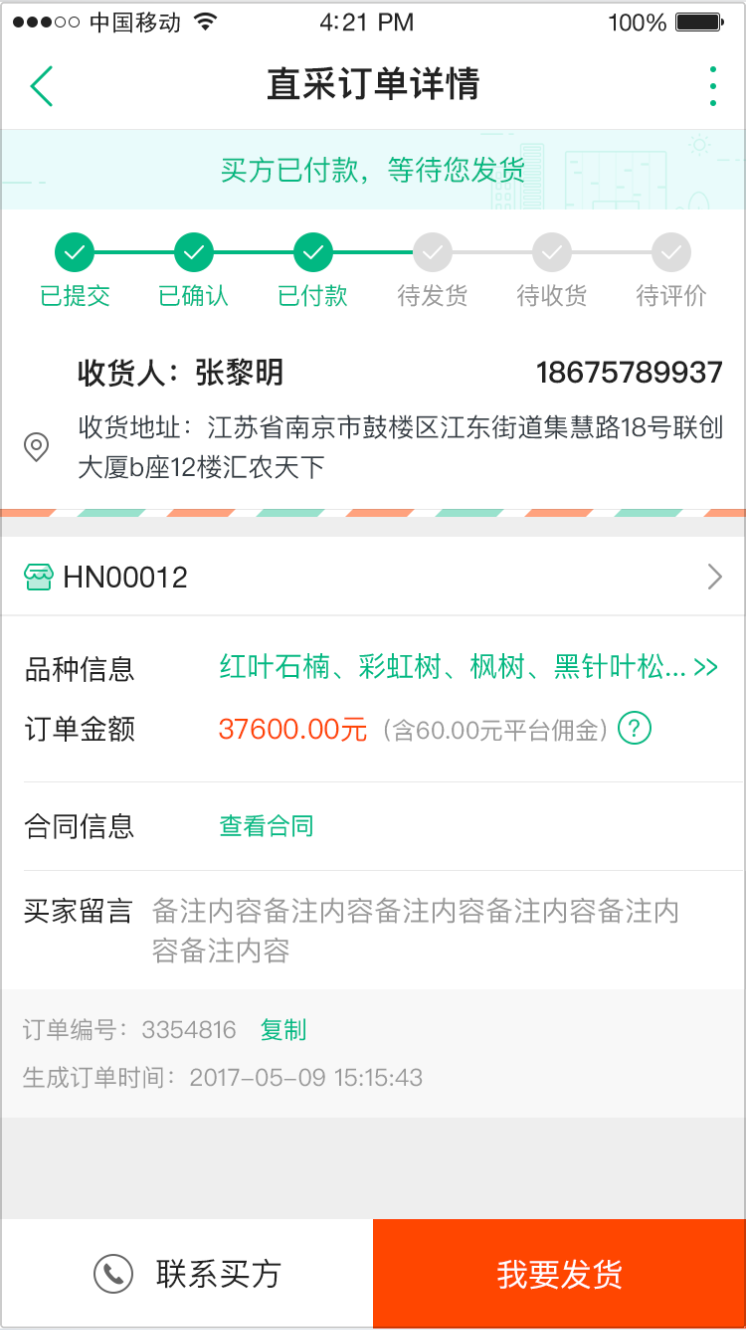 中国移动 4:21 PM 100%
直采订单详情
买方已付款，等待您发货
已提交 已确认 已付款 待发货 待收货 待评价
收货人：张黎明 18675789937
收货地址：江苏省南京市鼓楼区江东街道集慧路18号联创
大厦b座12楼汇农天下
HN00012
品种信息 红叶石楠、彩虹树、枫树、黑针叶松... >>
订单金额 37600.00元（含60.00元平台佣金）?
合同信息 查看合同
买家留言 备注内容备注内容备注内容备注内容备注内
容备注内容
订单编号：3354816 复制
生成订单时间：2017-05-09 15:15:43
联系买方 我要发货